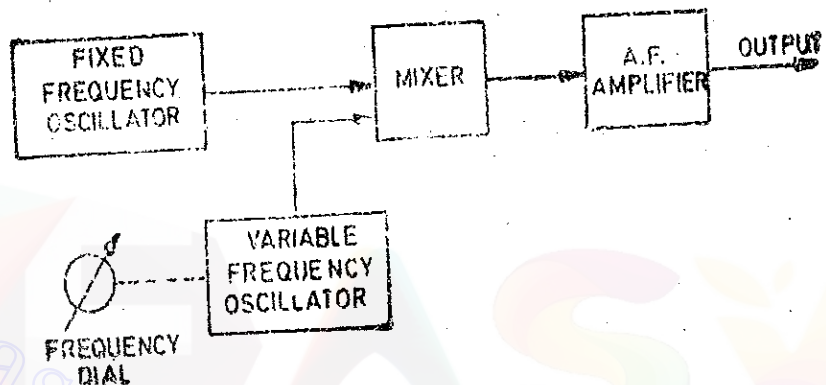 FIXED
FREQUENCY
OSCILLATOR
MIXER
A.F.
AMPLIFIER
OUTPUT
VARIABLE
FREQUENCY
OSCILLATOR
FREQUENCY
DIAL